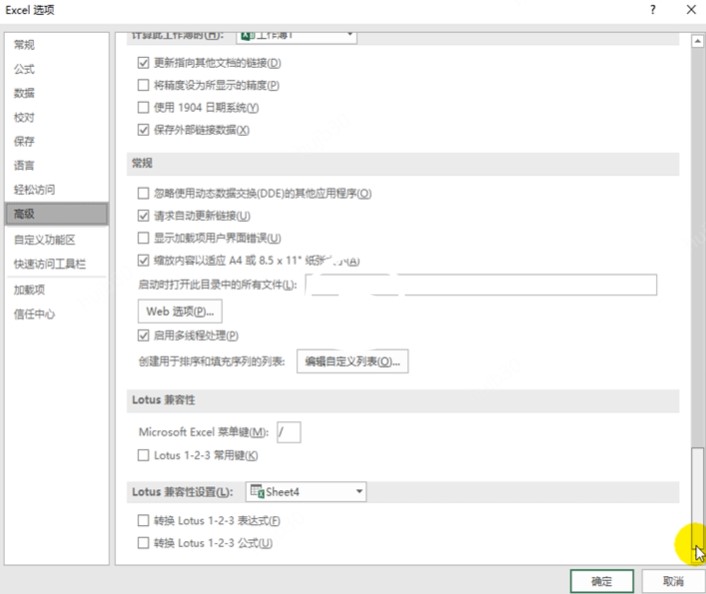 Excel 选项
常规
公式
数据
校对
保存
语言
轻松访问
高级
自定义功能区
快速访问工具栏
加载项
信任中心
计算此工作簿时(H): 工作簿1
更新指向其他文档的链接(D)
将精度设为所显示的精度(P)
使用 1904 日期系统(Y)
保存外部链接数据(X)
常规
忽略使用动态数据交换(DDE)的其他应用程序(O)
请求自动更新链接(U)
显示加载项用户界面错误(U)
缩放内容以适应 A4 或 8.5 x 11" 纸张大小(A)
启动时打开此目录中的所有文件(L):
Web 选项(P)...
启用多线程处理(P)
创建用于排序和填充序列的列表: 编辑自定义列表(O)...
Lotus 兼容性
Microsoft Excel 菜单键(M): /
Lotus 1-2-3 常用键(K)
Lotus 兼容性设置(L): Sheet4
转换 Lotus 1-2-3 表达式(F)
转换 Lotus 1-2-3 公式(U)
确定 取消